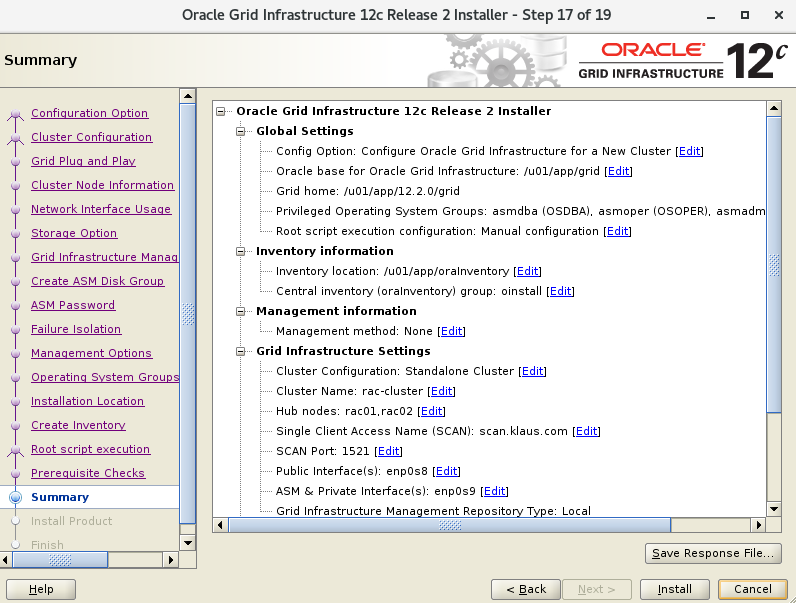 Oracle Grid Infrastructure 12c Release 2 Installer - Step 17 of 19
Summary
ORACLE
GRID INFRASTRUCTURE
12c
Configuration Option
Cluster Configuration
Grid Plug and Play
Cluster Node Information
Network Interface Usage
Storage Option
Grid Infrastructure Manag
Create ASM Disk Group
ASM Password
Failure Isolation
Management Options
Operating System Groups
Installation Location
Create Inventory
Root script execution
Prerequisite Checks
Summary
Install Product
Finish
Oracle Grid Infrastructure 12c Release 2 Installer
Global Settings
Config Option: Configure Oracle Grid Infrastructure for a New Cluster [Edit]
Oracle base for Oracle Grid Infrastructure: /u01/app/grid [Edit]
Grid home: /u01/app/12.2.0/grid
Privileged Operating System Groups: asmdba (OSDBA), asmoper (OSOPER), asmadm
Root script execution configuration: Manual configuration [Edit]
Inventory information
Inventory location: /u01/app/oraInventory [Edit]
Central inventory (oraInventory) group: oinstall [Edit]
Management information
Management method: None [Edit]
Grid Infrastructure Settings
Cluster Configuration: Standalone Cluster [Edit]
Cluster Name: rac-cluster [Edit]
Hub nodes: rac01,rac02 [Edit]
Single Client Access Name (SCAN): scan.klaus.com [Edit]
SCAN Port: 1521 [Edit]
Public Interface(s): enp0s8 [Edit]
ASM & Private Interface(s): enp0s9 [Edit]
Grid Infrastructure Management Repository Type: Local
Save Response File...
Help
< Back
Next >
Install
Cancel